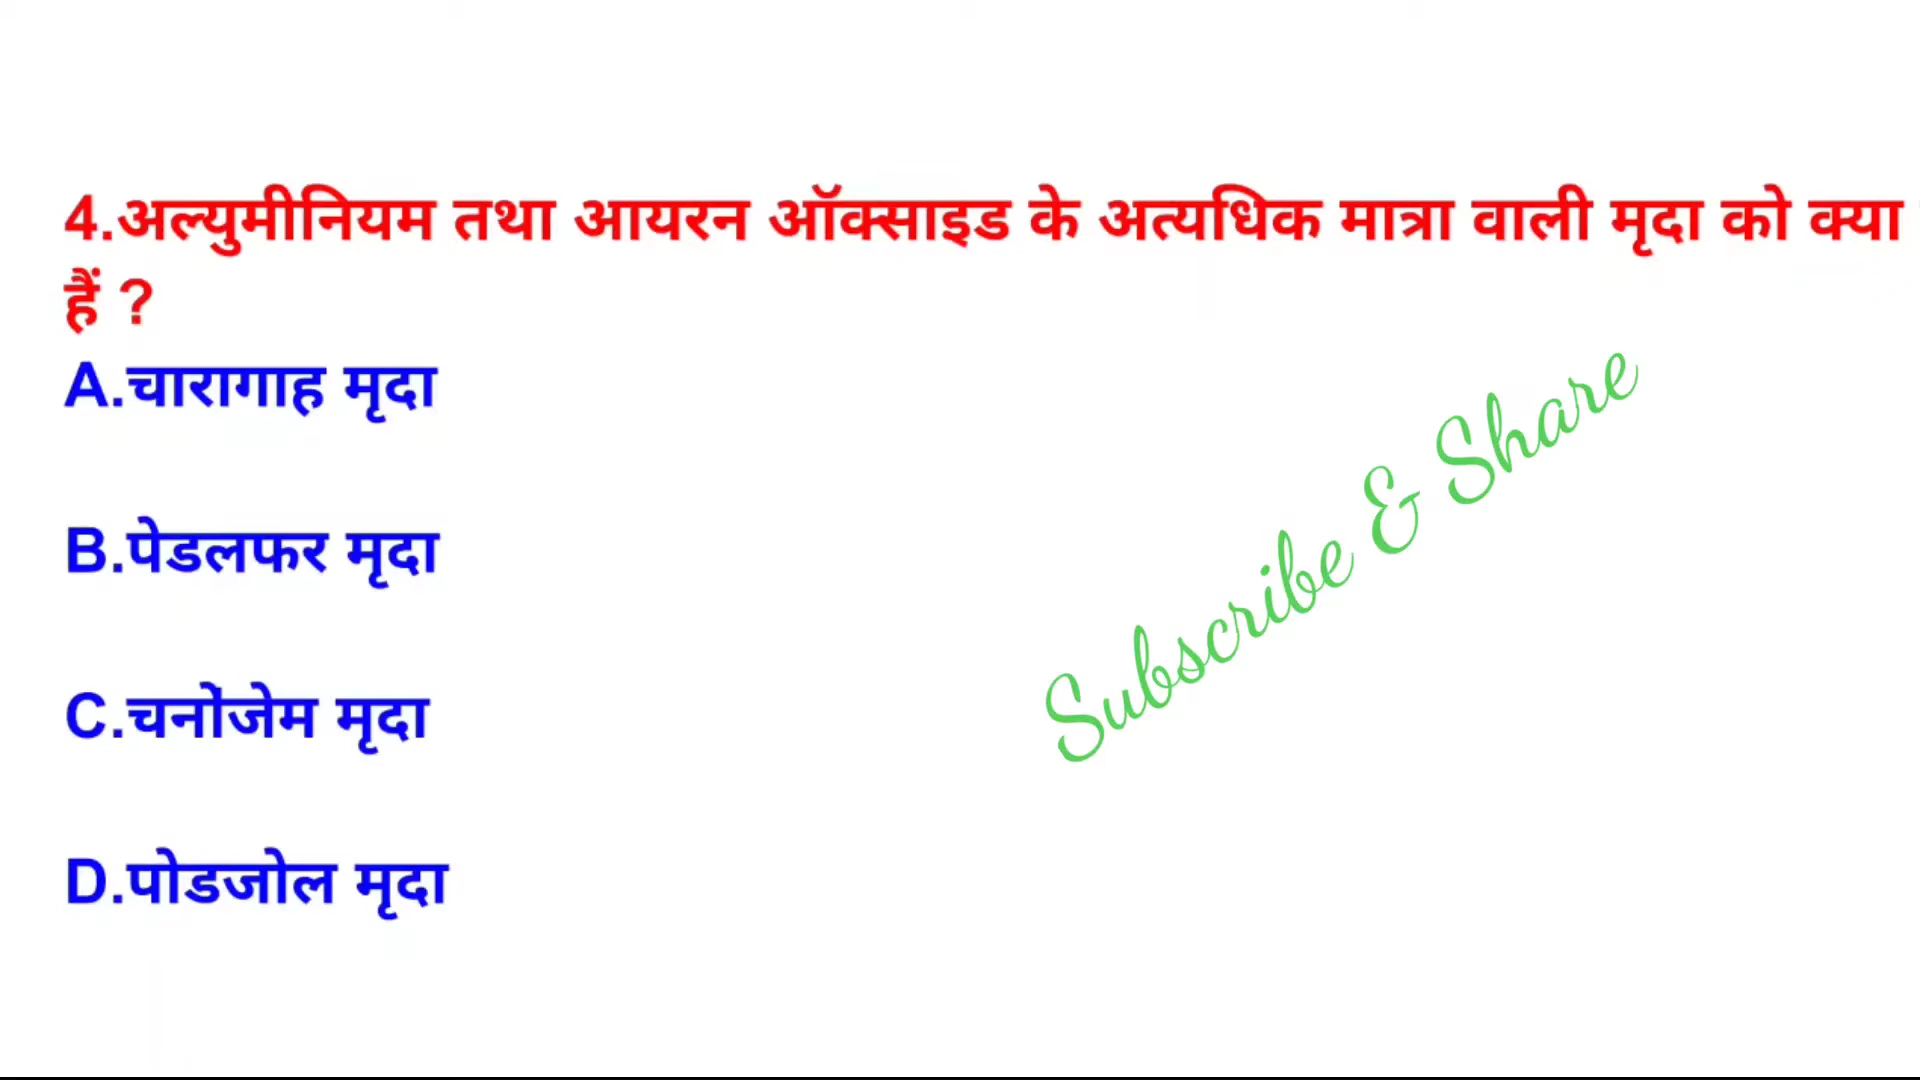 4.अल्युमीनियम तथा आयरन ऑक्साइड के अत्यधिक मात्रा वाली मृदा को क्या
हैं ?
A.चारागाह मृदा
B.पेडलफर मृदा
C.चर्नोजेम मृदा
D.पोडजोल मृदा
Subscribe & Share